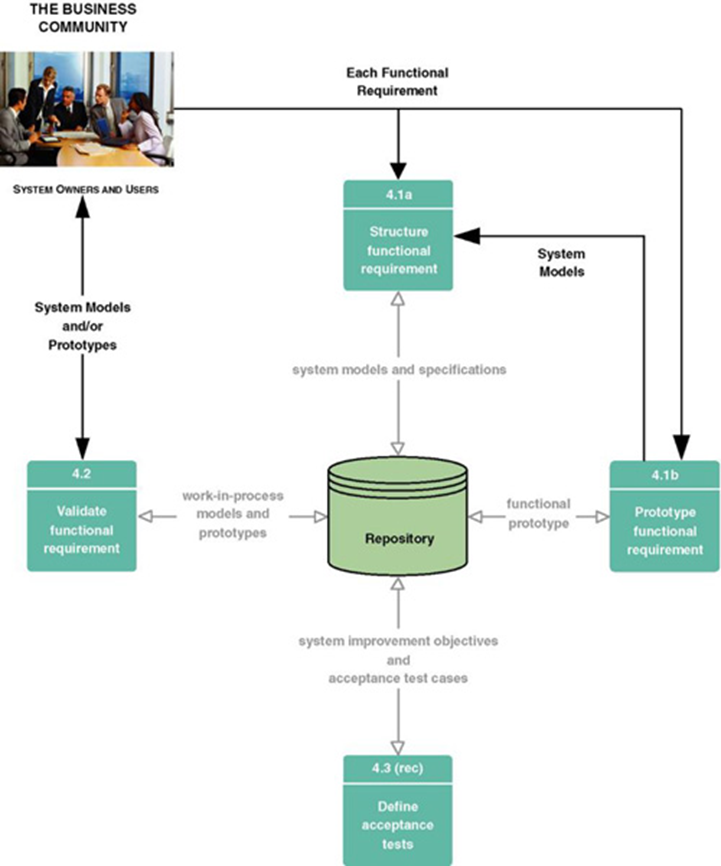 THE BUSINESS
COMMUNITY
SYSTEM OWNERS AND USERS
Each Functional
Requirement
4.1a
Structure
functional
requirement
System
Models
System Models
and/or
Prototypes
system models and specifications
4.2
Validate
functional
requirement
work-in-process
models and
prototypes
Repository
functional
prototype
4.1b
Prototype
functional
requirement
system improvement objectives
and
acceptance test cases
4.3 (rec)
Define
acceptance
tests